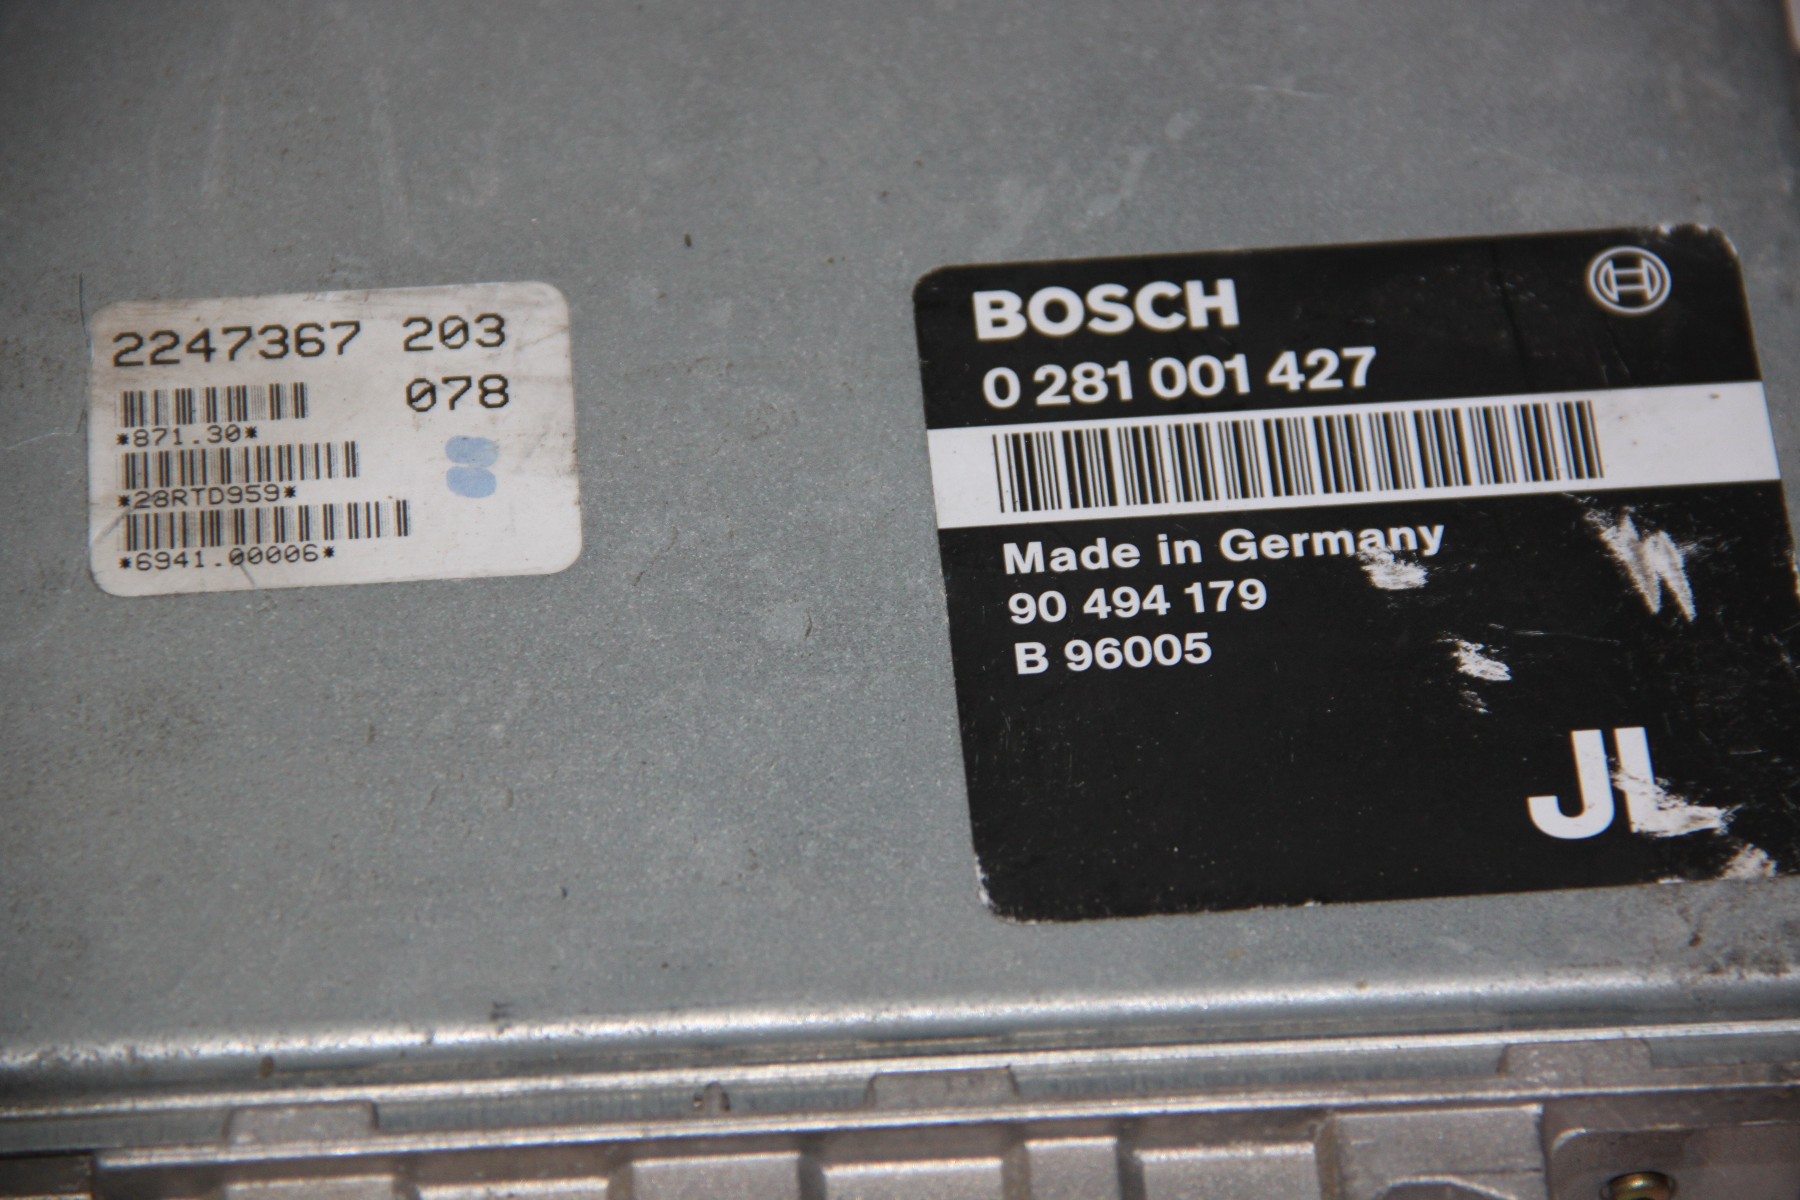 2247367 203
078
*871.30*
*28RTD959*
*6941.00006*
BOSCH
0 281 001 427
Made in Germany
90 494 179
B 96005
JL